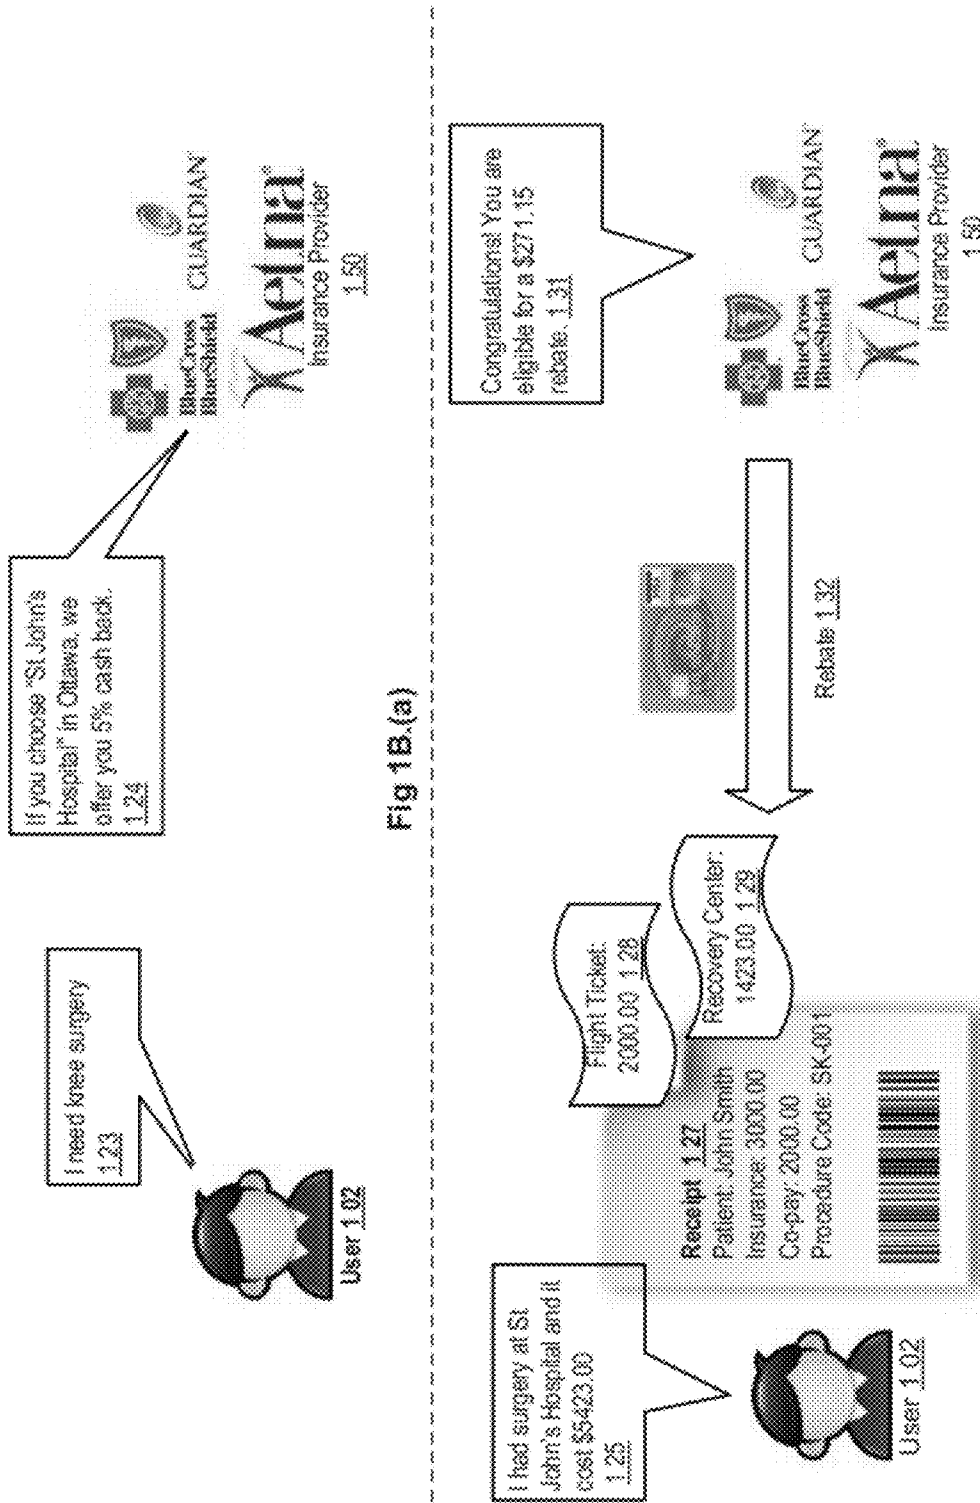 I need knee surgery
1.23
User 1.02
If you choose "St John's
Hospital" in Ottawa, we
offer you 5% cash back.
1.24
BlueCross
BlueShield
GUARDIAN
Aetna
Insurance Provider
1.50
Fig 1B.(a)
I had surgery at St
John's Hospital and it
cost $5423.00
1.25
User 1.02
Receipt 1.27
Patient: John Smith
Insurance: 3000.00
Co-pay: 2000.00
Procedure Code: SK-001
Flight Ticket:
2000.00 1.28
Recovery Center:
1423.00 1.29
Rebate 1.32
Congratulations! You are
eligible for a $271.15
rebate. 1.31
BlueCross
BlueShield
GUARDIAN
Aetna
Insurance Provider
1.50